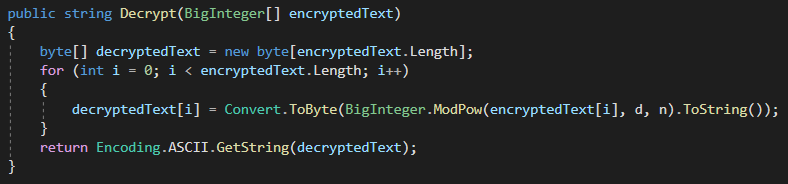 public string Decrypt(BigInteger[] encryptedText)
{
    byte[] decryptedText = new byte[encryptedText.Length];
    for (int i = 0; i < encryptedText.Length; i++)
    {
        decryptedText[i] = Convert.ToByte(BigInteger.ModPow(encryptedText[i], d, n).ToString());
    }
    return Encoding.ASCII.GetString(decryptedText);
}